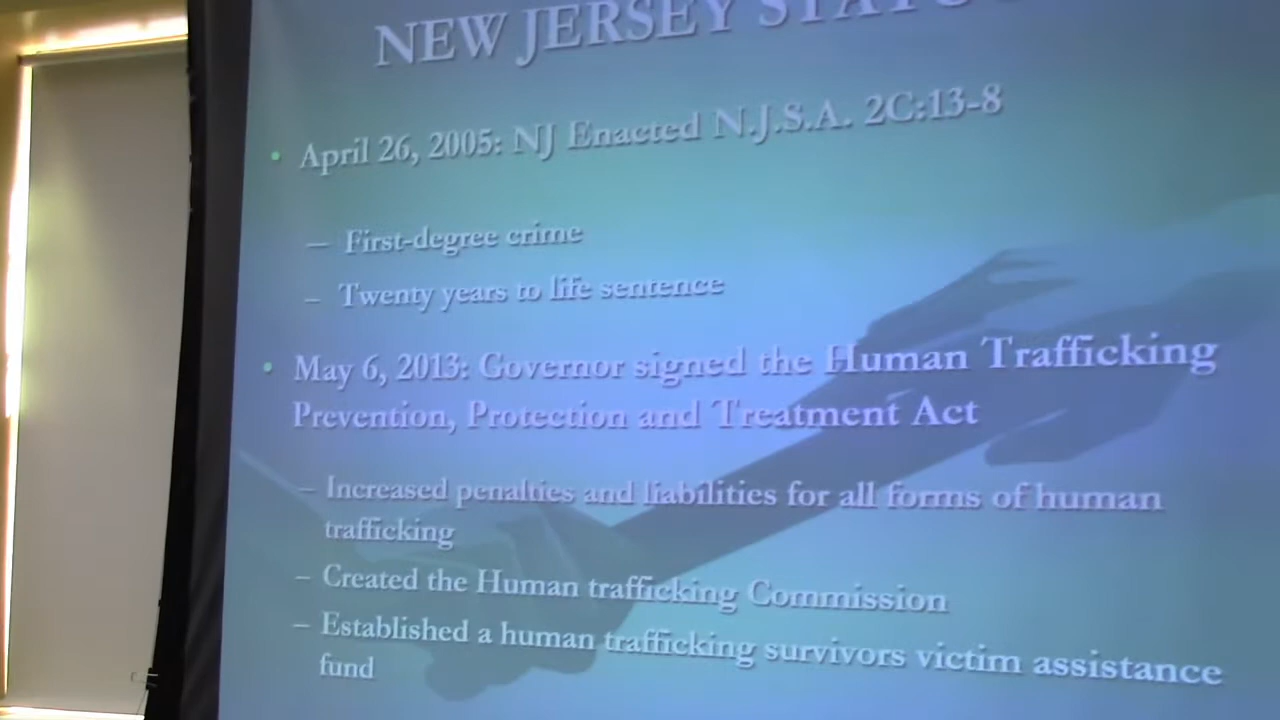 NEW JERSEY
• April 26, 2005: NJ Enacted N.J.S.A. 2C:13-8
– First-degree crime
– Twenty years to life sentence
• May 6, 2013: Governor signed the Human Trafficking
Prevention, Protection and Treatment Act
– Increased penalties and liabilities for all forms of human
trafficking
– Created the Human trafficking Commission
– Established a human trafficking survivors victim assistance
fund